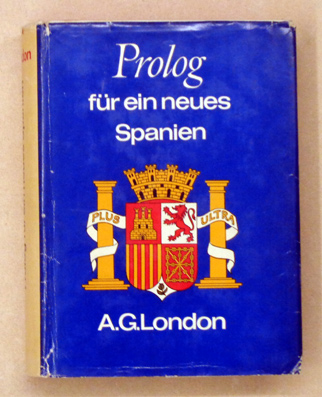 Prolog
für ein neues
Spanien
PLUS ULTRA
A.G.London